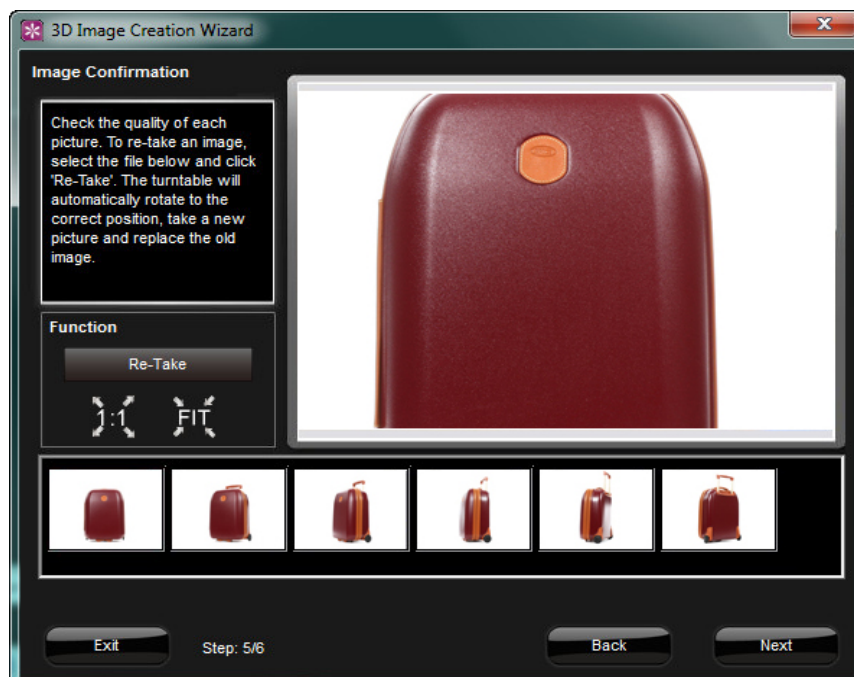 3D Image Creation Wizard
Image Confirmation
Check the quality of each
picture. To re-take an image,
select the file below and click
'Re-Take'. The turntable will
automatically rotate to the
correct position, take a new
picture and replace the old
image.
Function
Re-Take
1:1 FIT
Exit
Step: 5/6
Back
Next